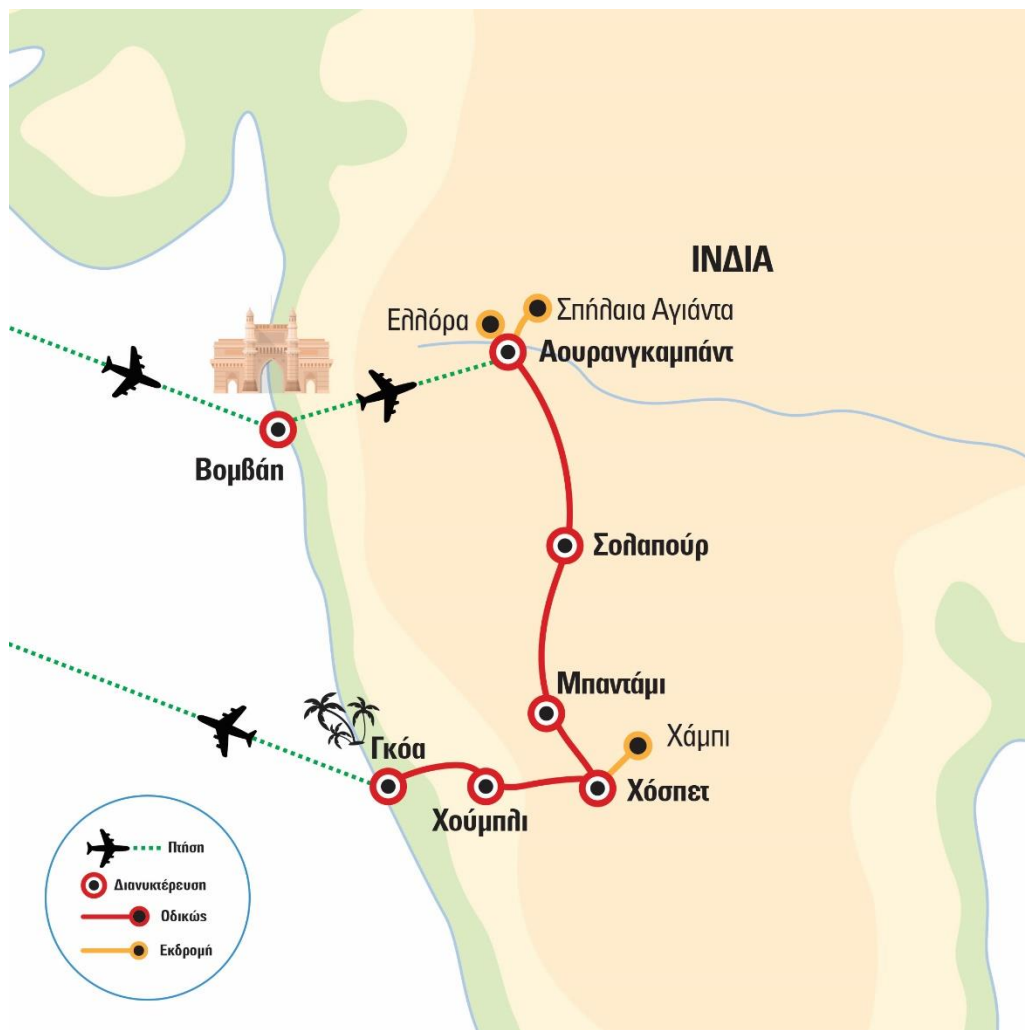 ΙΝΔΙΑ
Ελλόρα
Σπήλαια Αγιάντα
Αουρανγκαμπάντ
Βομβάη
Σολαπούρ
Μπαντάμι
Χάμπι
Γκόα
Χούμπλι
Χόσπετ
Πτήση
Διανυκτέρευση
Οδικώς
Εκδρομή